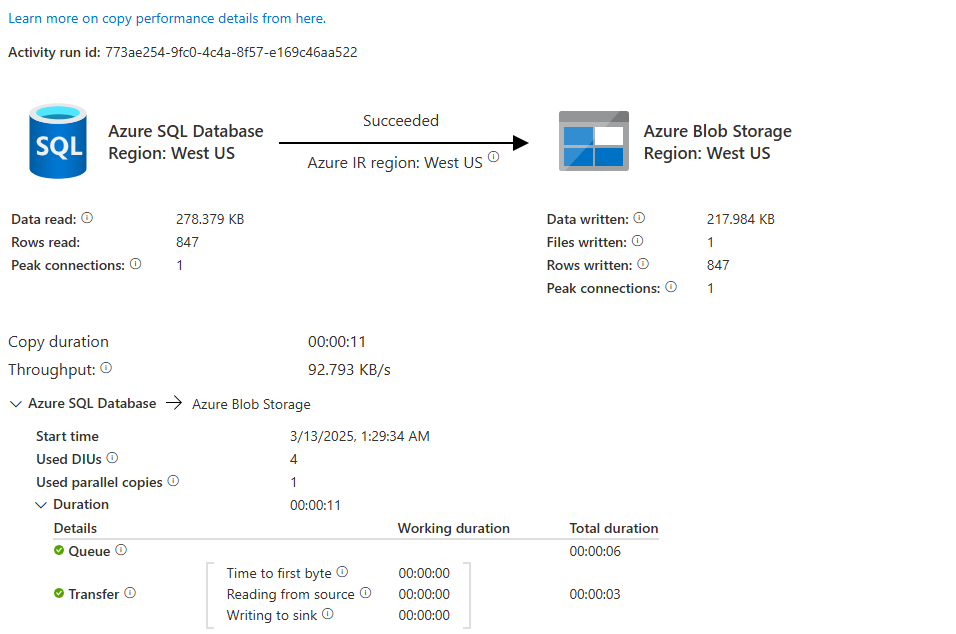 Learn more on copy performance details from here.
Activity run id: 773ae254-9fc0-4c4a-8f57-e169c46aa522
SQL
Azure SQL Database
Region: West US
Succeeded
Azure IR region: West US
Azure Blob Storage
Region: West US
Data read: 278.379 KB
Rows read: 847
Peak connections: 1
Data written: 217.984 KB
Files written: 1
Rows written: 847
Peak connections: 1
Copy duration 00:00:11
Throughput: 92.793 KB/s
Azure SQL Database → Azure Blob Storage
Start time 3/13/2025, 1:29:34 AM
Used DIUs 4
Used parallel copies 1
Duration 00:00:11
Details Working duration Total duration
Queue 00:00:06
Time to first byte 00:00:00
Transfer Reading from source 00:00:00 00:00:03
Writing to sink 00:00:00